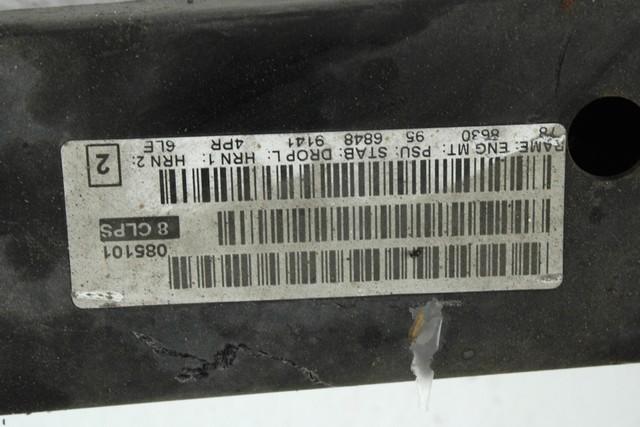 085101
8 CLPS
RAME: ENG MT: PSU: STAB: DROP L: HRN 1: HRN 2:
78 8630 95 6848 9141 4PR 6LE
2